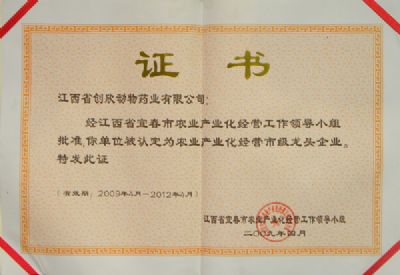 证书
江西省创欣动物药业有限公司:
经江西省宜春市农业产业化经营工作领导小组
批准你单位被认定为农业产业化经营市级龙头企业。
特发此证
(有效期: 2009年4月—2012年4月)
江西省宜春市农业产业化经营工作领导小组
二〇〇九年四月